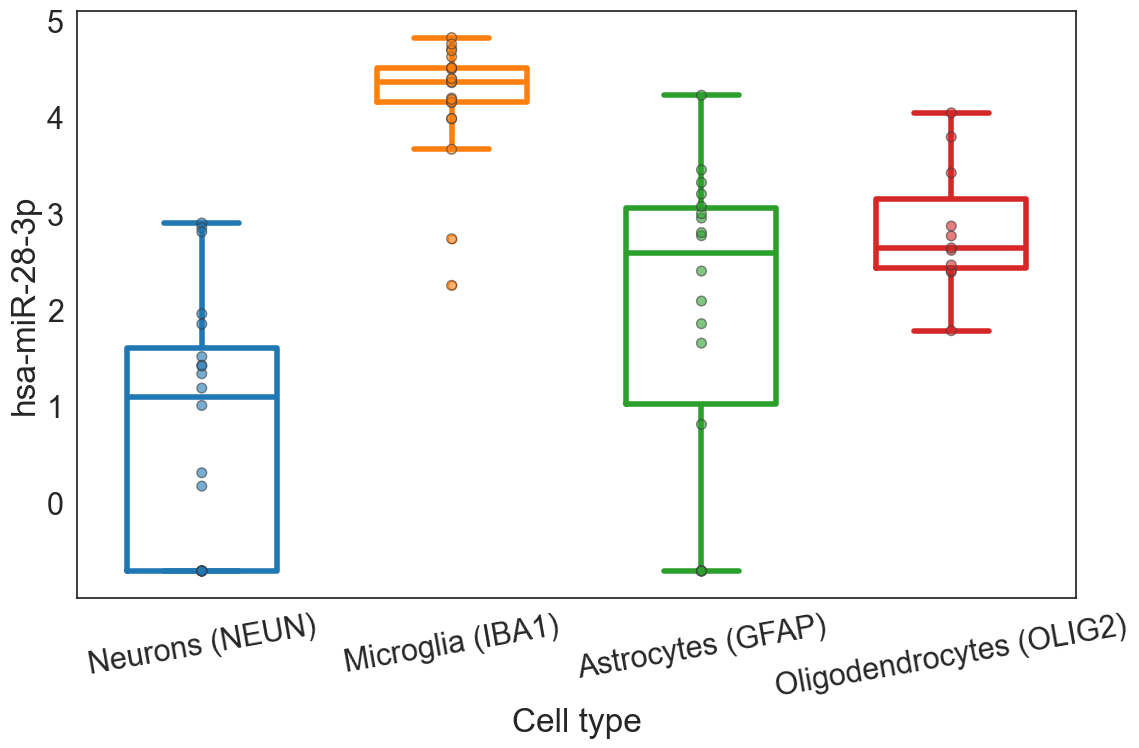 5
4
3
2
1
0
hsa-miR-28-3p
Neurons (NEUN)
Microglia (IBA1)
Astrocytes (GFAP)
Oligodendrocytes (OLIG2)
Cell type